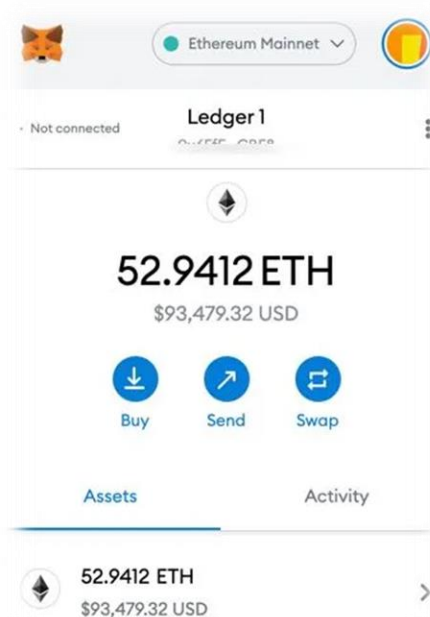 Ethereum Mainnet
Not connected
Ledger 1
52.9412 ETH
$93,479.32 USD
Buy
Send
Swap
Assets
Activity
52.9412 ETH
$93,479.32 USD